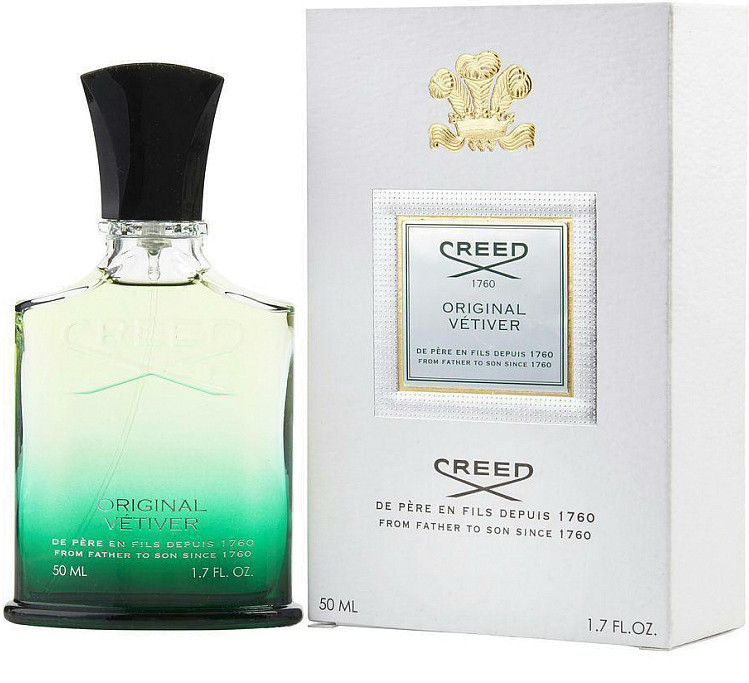 CREED
ORIGINAL
VÉTIVER
DE PÈRE EN FILS DEPUIS 1760
FROM FATHER TO SON SINCE 1760
50 ML 1.7 FL. OZ.
CREED
1760
ORIGINAL
VÉTIVER
DE PÈRE EN FILS DEPUIS 1760
FROM FATHER TO SON SINCE 1760
CREED
DE PÈRE EN FILS DEPUIS 1760
FROM FATHER TO SON SINCE 1760
50 ML 1.7 FL.OZ.